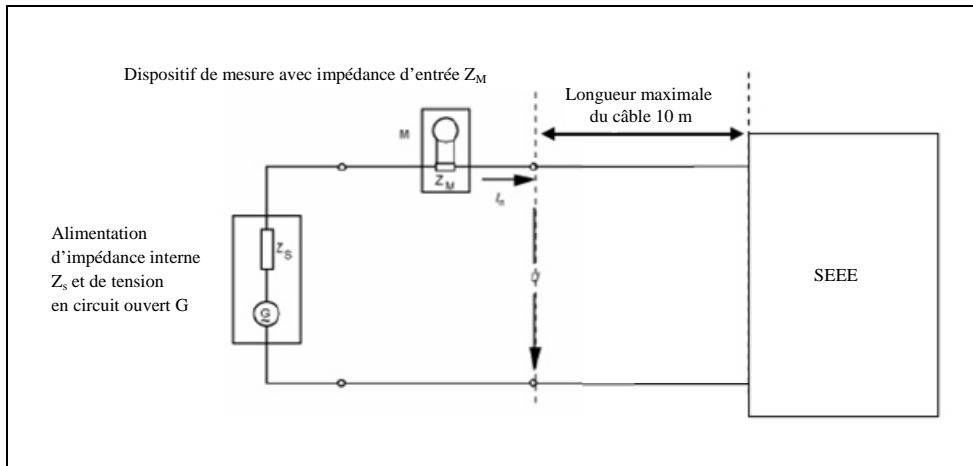 Dispositif de mesure avec impédance d'entrée Z_M
Longueur maximale
du câble 10 m
M
Z_M
I_n
Alimentation
d'impédance interne
Z_s et de tension
en circuit ouvert G
Z_S
G
U
SEEE